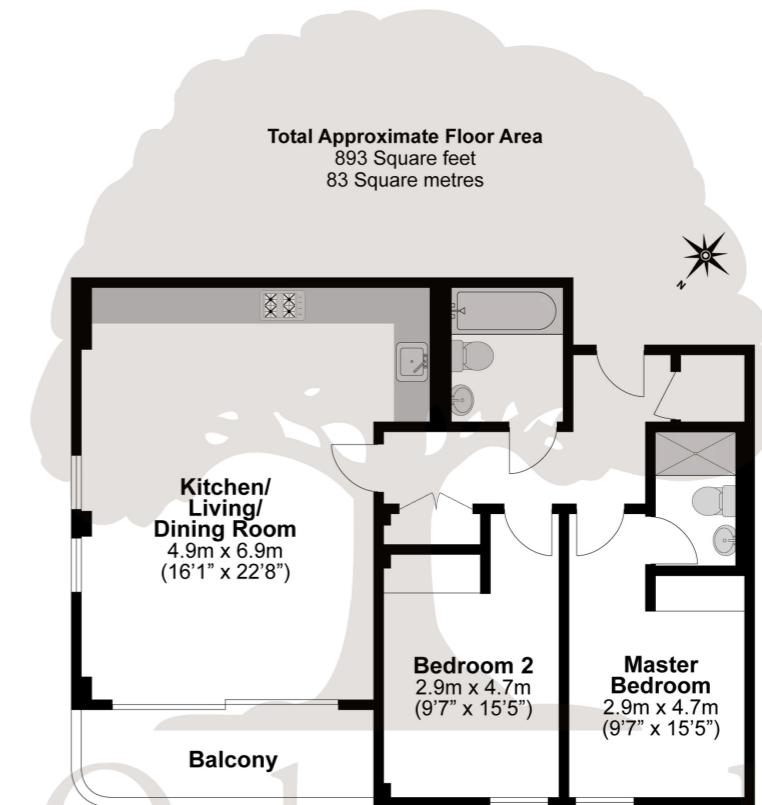 Total Approximate Floor Area
893 Square feet
83 Square metres
N
Kitchen/
Living/
Dining Room
4.9m x 6.9m
(16'1” x 22'8”)
Bedroom 2
2.9m x 4.7m
(9'7” x 15'5”)
Master
Bedroom
2.9m x 4.7m
(9'7” x 15'5”)
Balcony